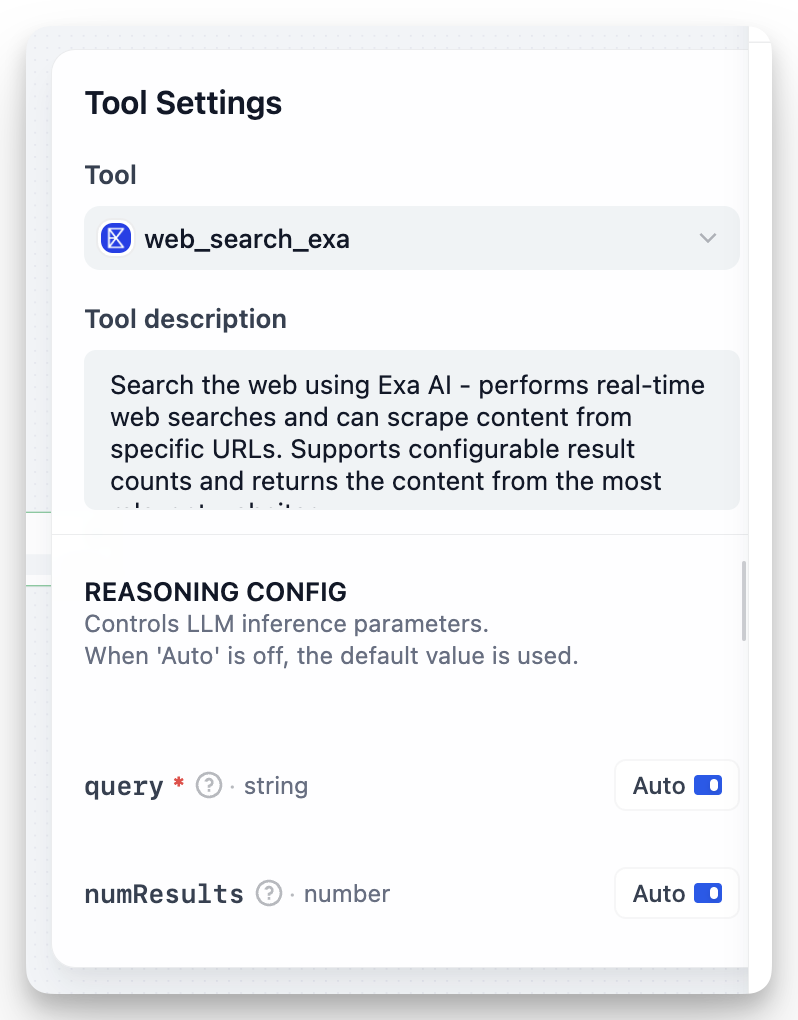 Tool Settings
Tool
web_search_exa
Tool description
Search the web using Exa AI - performs real-time
web searches and can scrape content from
specific URLs. Supports configurable result
counts and returns the content from the most
REASONING CONFIG
Controls LLM inference parameters.
When 'Auto' is off, the default value is used.
query * ? · string Auto
numResults ? · number Auto